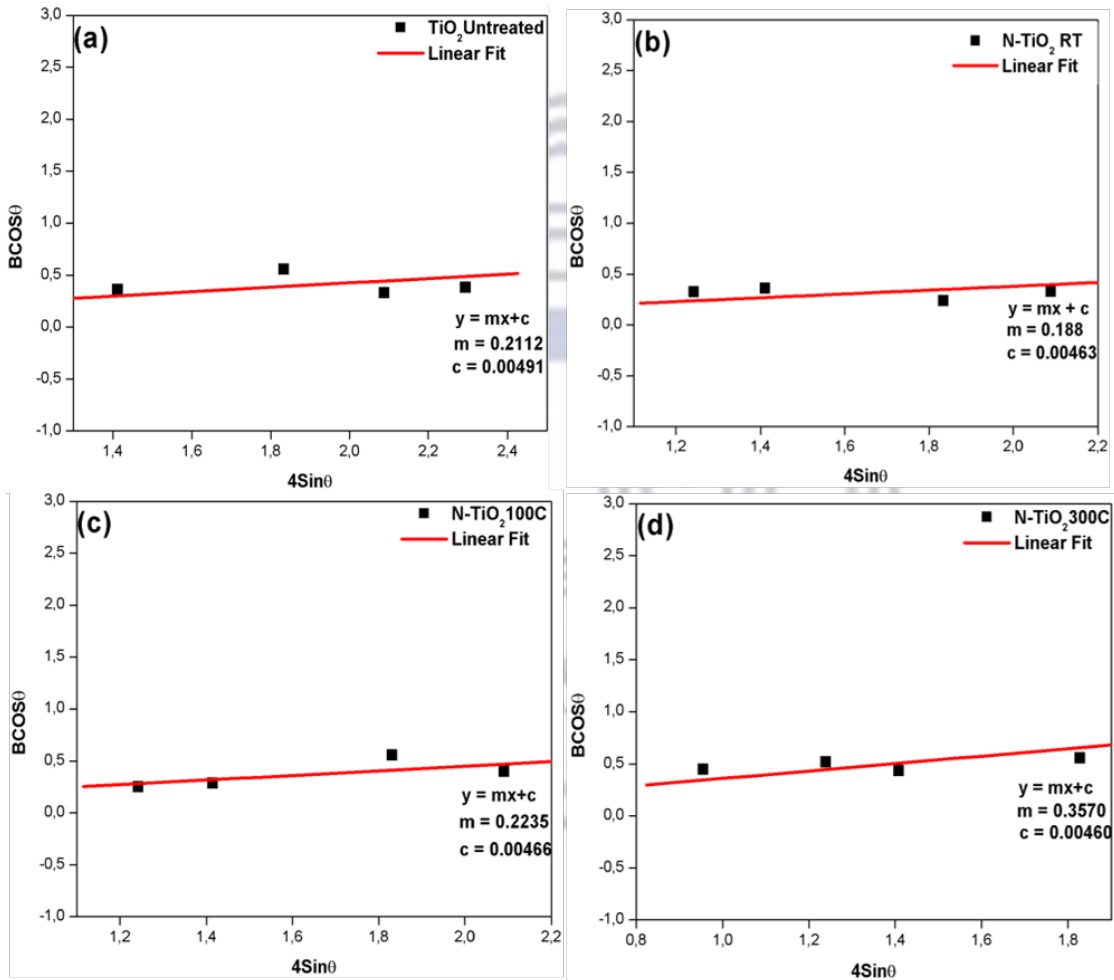 (a)
TiO₂Untreated
Linear Fit
3,0
2,5
2,0
1,5
1,0
0,5
0,0
-0,5
-1,0
BCOSθ
y = mx+c
m = 0.2112
c = 0.00491
1,4 1,6 1,8 2,0 2,2 2,4
4Sinθ
(b)
N-TiO₂ RT
Linear Fit
3,0
2,5
2,0
1,5
1,0
0,5
0,0
-0,5
-1,0
BCOSθ
y = mx + c
m = 0.188
c = 0.00463
1,2 1,4 1,6 1,8 2,0 2,2
4Sinθ
(c)
N-TiO₂100C
Linear Fit
3,0
2,5
2,0
1,5
1,0
0,5
0,0
-0,5
-1,0
BCOSθ
y = mx+c
m = 0.2235
c = 0.00466
1,2 1,4 1,6 1,8 2,0 2,2
4Sinθ
(d)
N-TiO₂300C
Linear Fit
3,0
2,5
2,0
1,5
1,0
0,5
0,0
-0,5
-1,0
BCOSθ
y = mx+c
m = 0.3570
c = 0.00460
0,8 1,0 1,2 1,4 1,6 1,8
4Sinθ